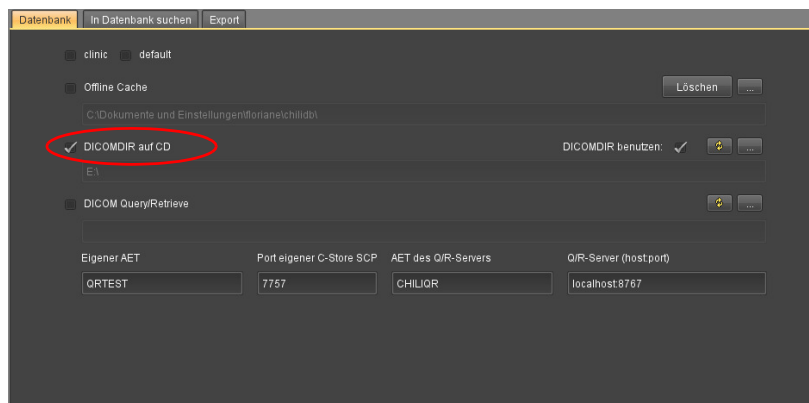 Datenbank In Datenbank suchen Export
clinic default
Offline Cache Löschen ...
C:\Dokumente und Einstellungen\floriane\chilidb\
DICOMDIR auf CD DICOMDIR benutzen: ...
E:\
DICOM Query/Retrieve ...
Eigener AET Port eigener C-Store SCP AET des Q/R-Servers Q/R-Server (host:port)
QRTEST 7757 CHILIQR localhost:8767